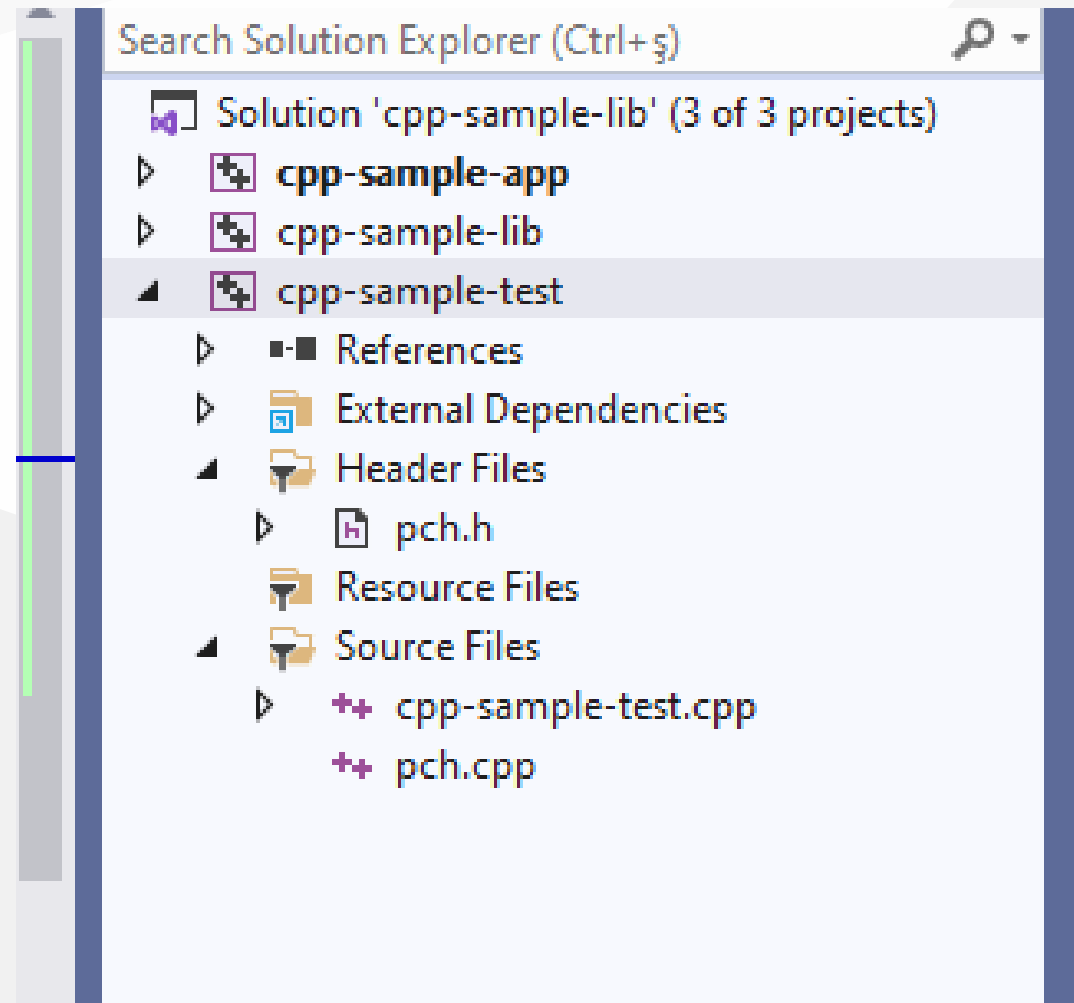 Search Solution Explorer (Ctrl+ş)
Solution 'cpp-sample-lib' (3 of 3 projects)
cpp-sample-app
cpp-sample-lib
cpp-sample-test
References
External Dependencies
Header Files
pch.h
Resource Files
Source Files
cpp-sample-test.cpp
pch.cpp